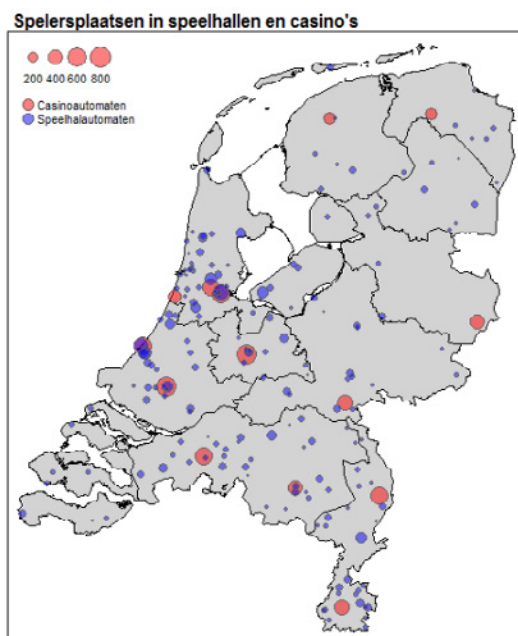 Spelersplaatsen in speelhallen en casino's
200 400 600 800
Casinoautomaten
Speelhalautomaten